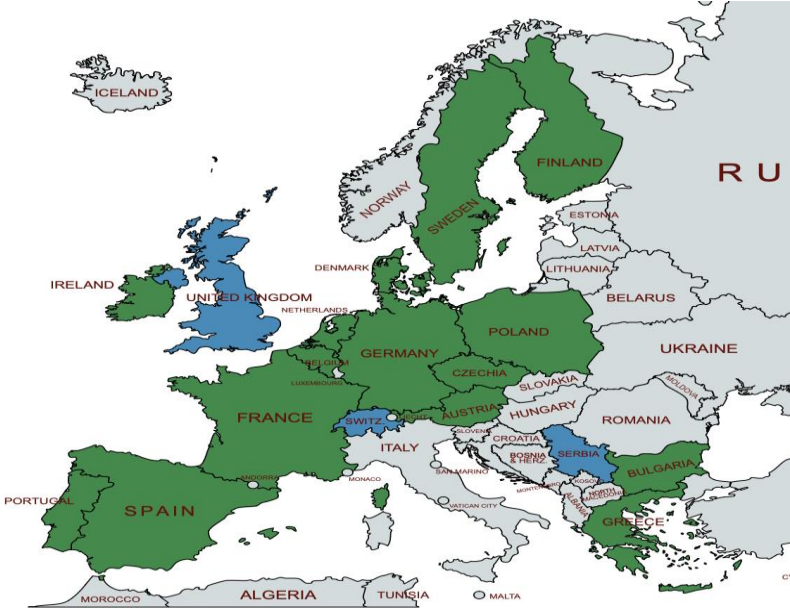 ICELAND
NORWAY
SWEDEN
FINLAND
R U
ESTONIA
LATVIA
LITHUANIA
DENMARK
IRELAND
UNITED KINGDOM
NETHERLANDS
BELARUS
POLAND
GERMANY
BELGIUM
LUXEMBOURG
CZECHIA
UKRAINE
SLOVAKIA
MOLDOVA
FRANCE
SWITZ.
AUSTRIA
HUNGARY
ROMANIA
SLOVENIA
CROATIA
ITALY
BOSNIA
& HERZ.
SERBIA
BULGARIA
SAN MARINO
MONACO
ANDORRA
MONTENEGRO
KOSOVO
NORTH
MACEDONIA
ALBANIA
PORTUGAL
SPAIN
VATICAN CITY
GREECE
MOROCCO
ALGERIA
TUNISIA
MALTA